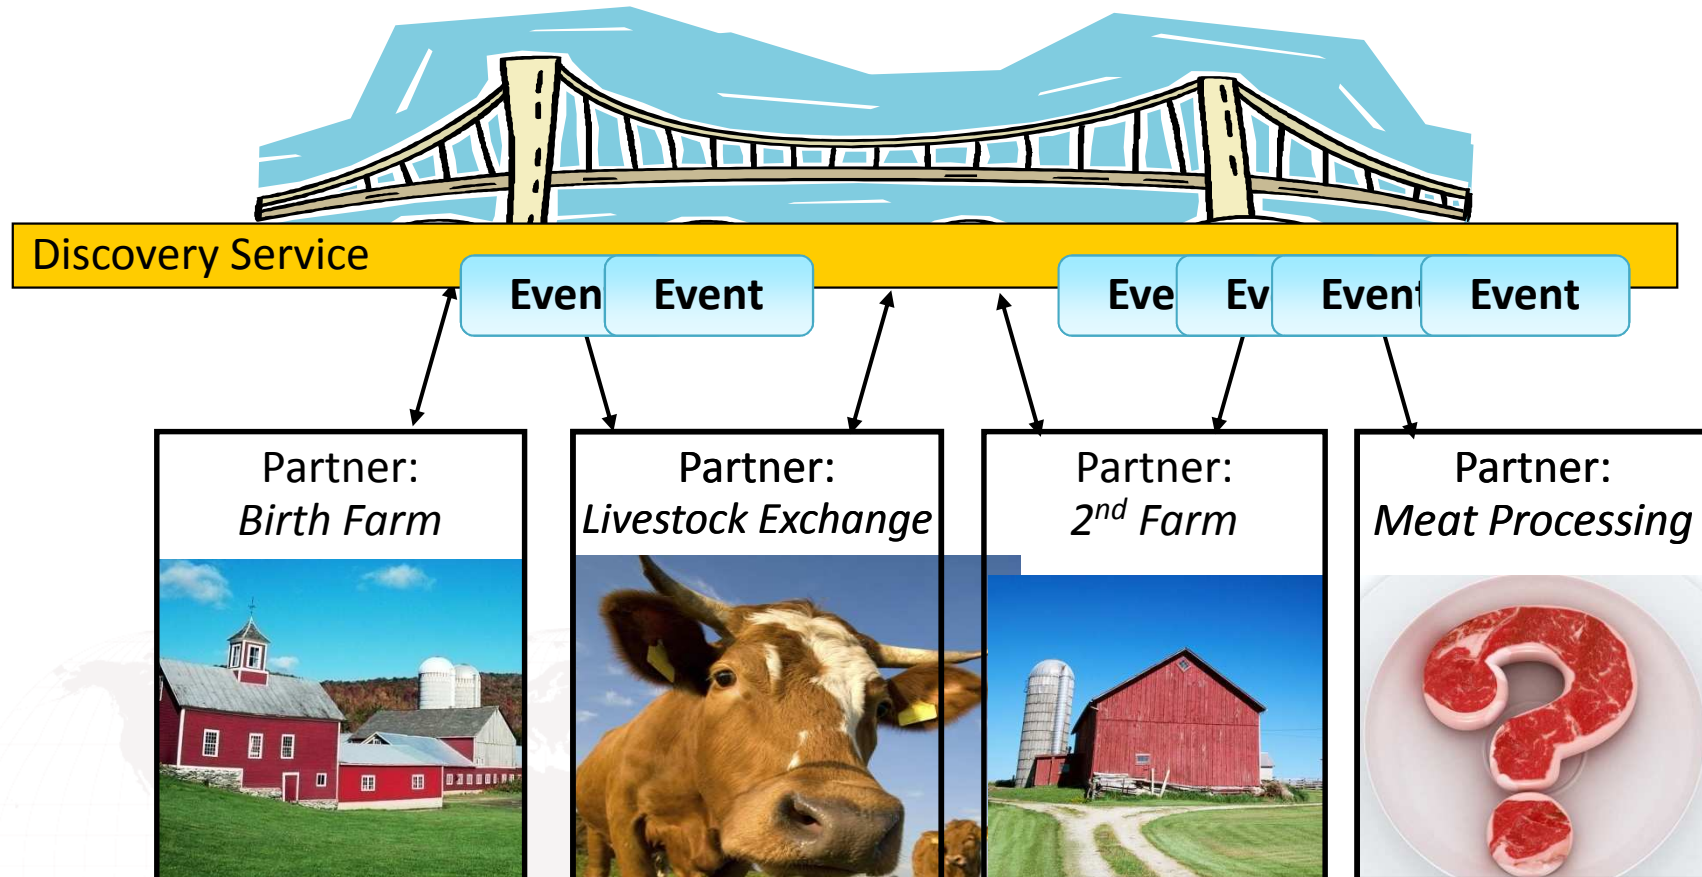 Discovery Service
Even Event Eve Ev Event Event
Partner:
Birth Farm
Partner:
Livestock Exchange
Partner:
2nd Farm
Partner:
Meat Processing